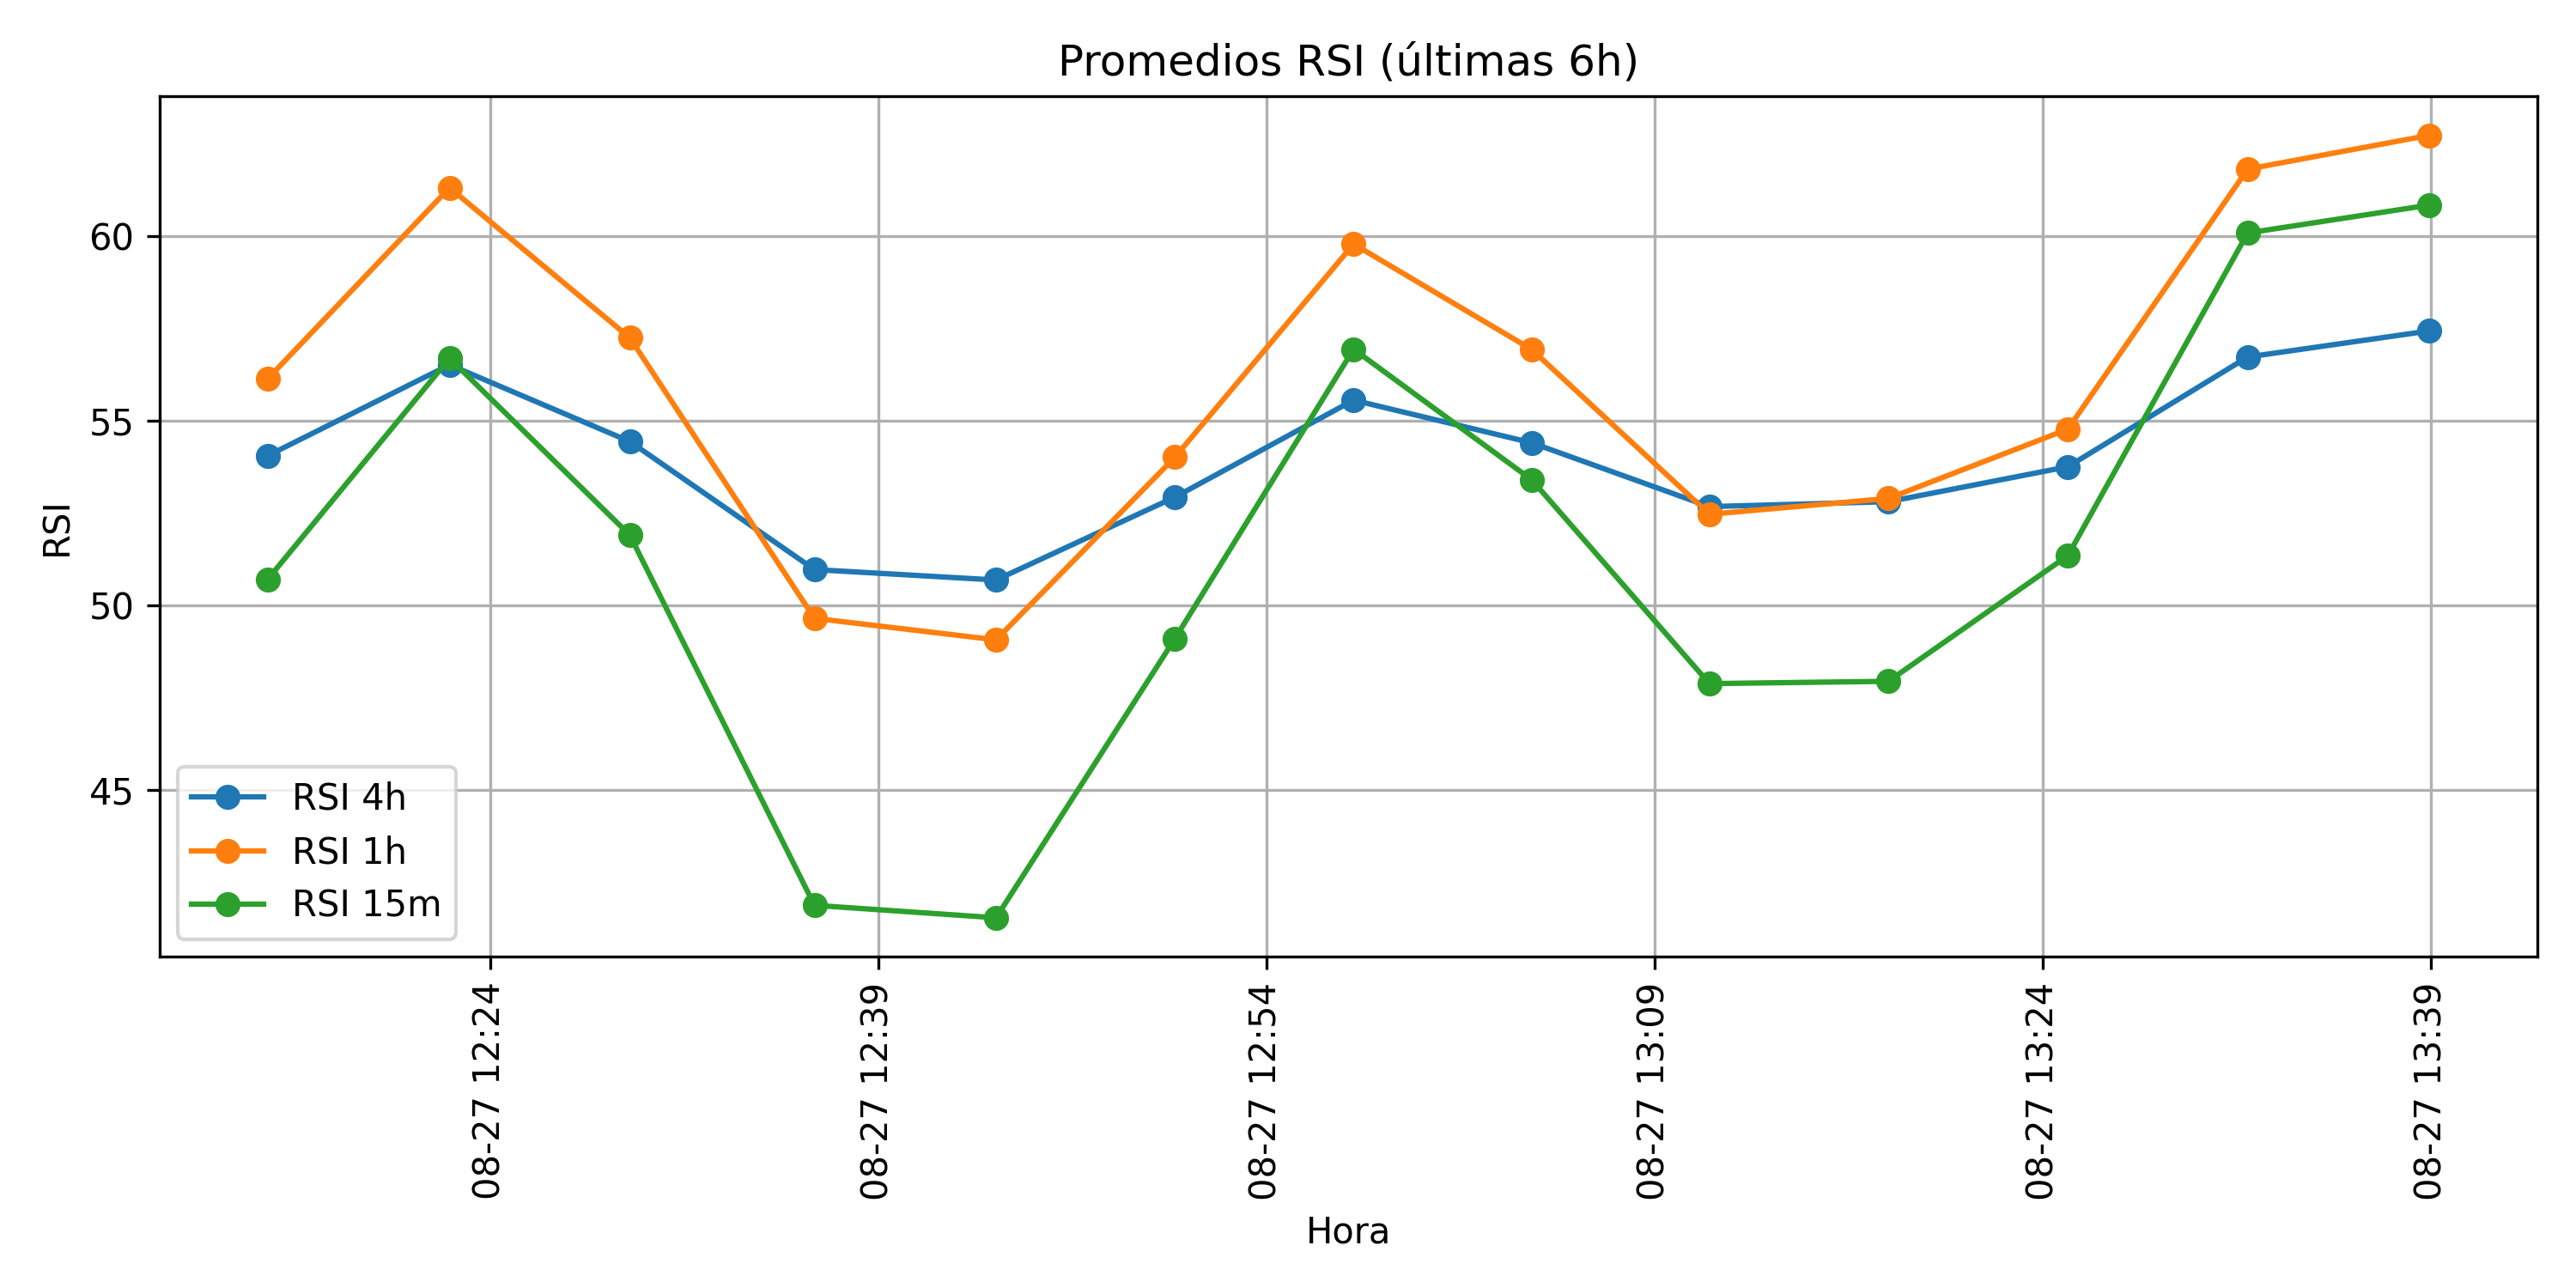 Promedios RSI (últimas 6h)
RSI
60
55
50
45
RSI 4h
RSI 1h
RSI 15m
08-27 12:24
08-27 12:39
08-27 12:54
08-27 13:09
08-27 13:24
08-27 13:39
Hora